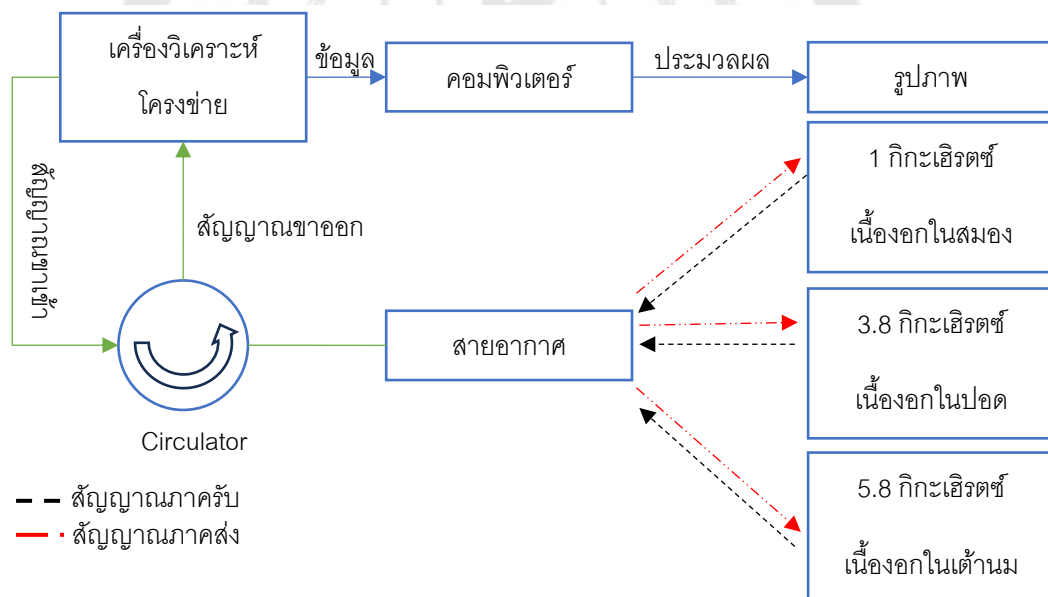 เครื่องวิเคราะห์
โครงข่าย
ข้อมูล
คอมพิวเตอร์
ประมวลผล
รูปภาพ
สัญญาณขาเข้า
สัญญาณขาออก
1 กิกะเฮิรตซ์
เนื้องอกในสมอง
สายอากาศ
3.8 กิกะเฮิรตซ์
เนื้องอกในปอด
Circulator
5.8 กิกะเฮิรตซ์
เนื้องอกในเต้านม
สัญญาณภาครับ
สัญญาณภาคส่ง